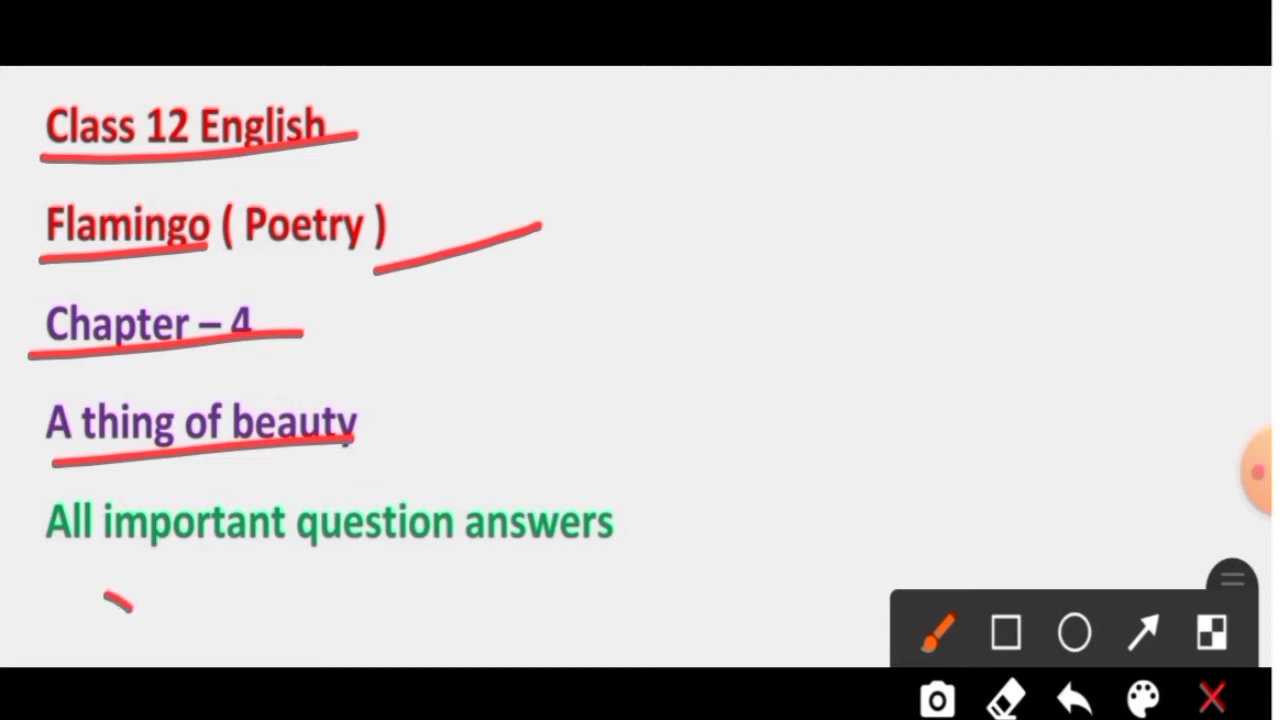 Class 12 English
Flamingo ( Poetry )
Chapter – 4
A thing of beauty
All important question answers